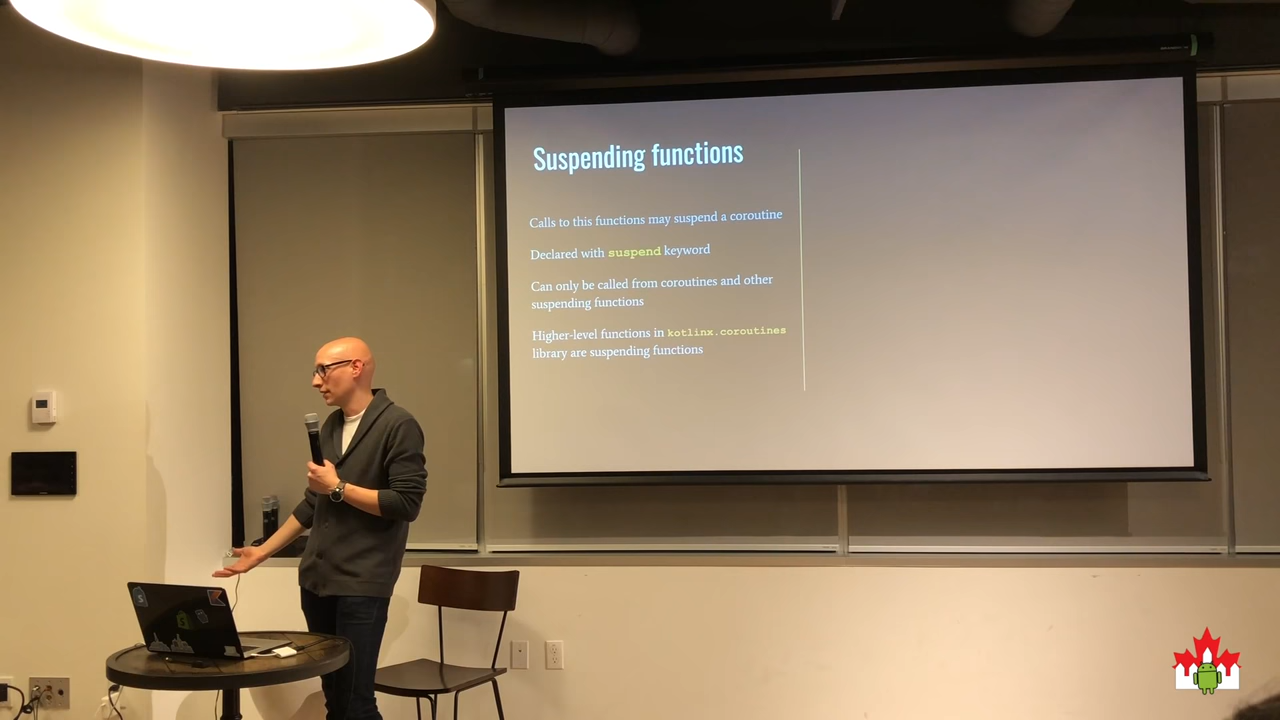 Suspending functions
Calls to this functions may suspend a coroutine
Declared with suspend keyword
Can only be called from coroutines and other
suspending functions
Higher-level functions in kotlinx.coroutines
library are suspending functions